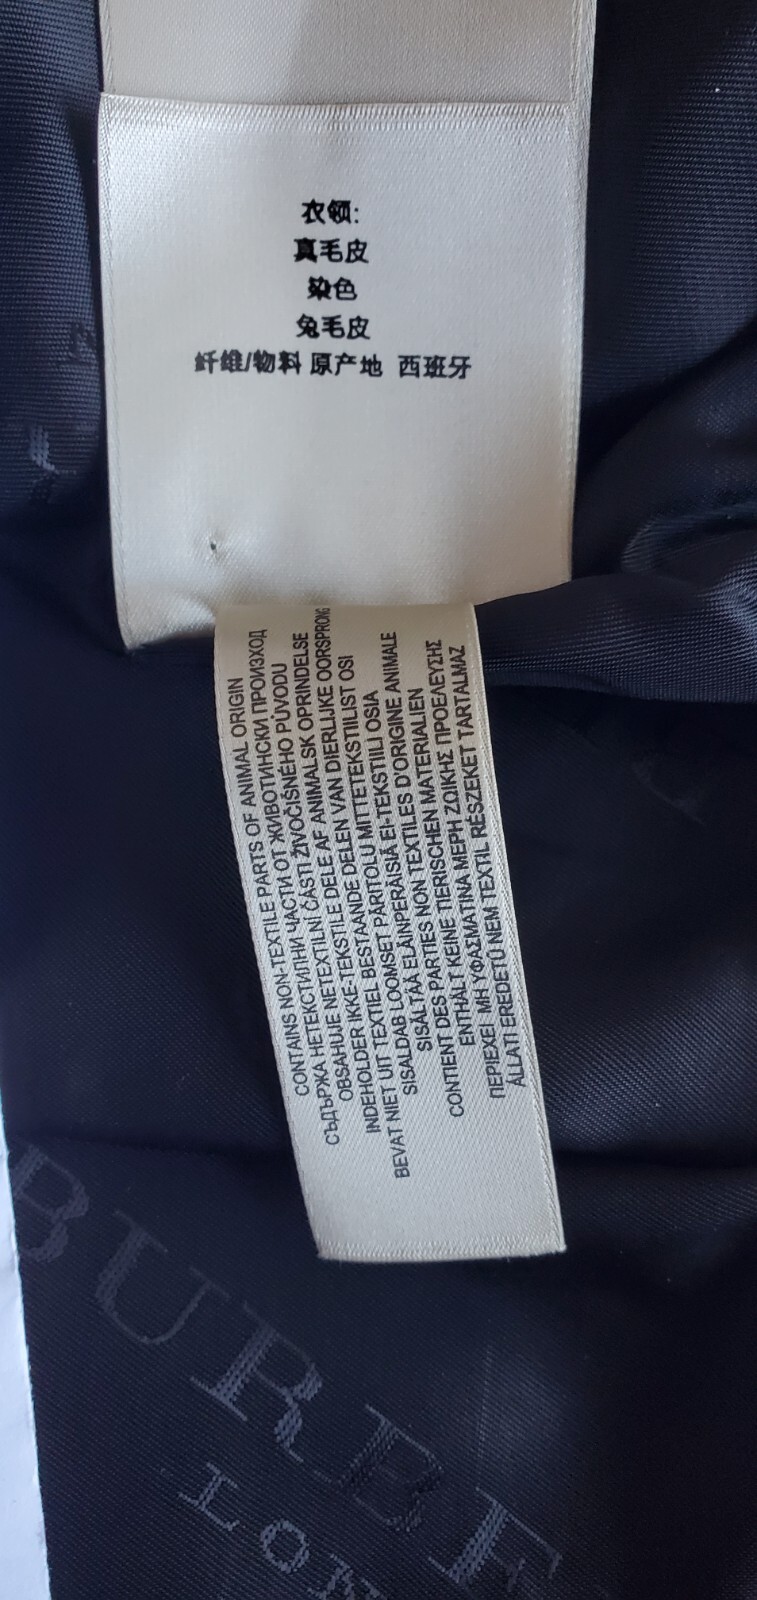 衣领:
真毛皮
染色
兔毛皮
纤维/物料 原产地 西班牙
CONTAINS NON-TEXTILE PARTS OF ANIMAL ORIGIN
СЪДЪРЖА НЕТЕКСТИЛНИ ЧАСТИ ОТ ЖИВОТИНСКИ ПРОИЗХОД
OBSAHUJE NETEXTILNÍ ČÁSTI ŽIVOČIŠNÉHO PŮVODU
INDEHOLDER IKKE-TEKSTILE DELE AF ANIMALSK OPRINDELSE
BEVAT NIET UIT TEXTIEL BESTAANDE DELEN VAN DIERLIJKE OORSPRONG
SISALDAB LOOMSET PÄRITOLU MITTETEKSTIILIST OSI
SISÄLTÄÄ ELÄINPERÄISIÄ EI-TEKSTIILI OSIA
CONTIENT DES PARTIES NON TEXTILES D'ORIGINE ANIMALE
ENTHÄLT KEINE TIERISCHEN MATERIALIEN
ΠΕΡΙΕΧΕΙ ΜΗ ΥΦΑΣΜΑΤΙΝΑ ΜΕΡΗ ΖΩΙΚΗΣ ΠΡΟΕΛΕΥΣΗΣ
ÁLLATI EREDETŰ NEM TEXTIL RÉSZEKET TARTALMAZ
BURBE
LON